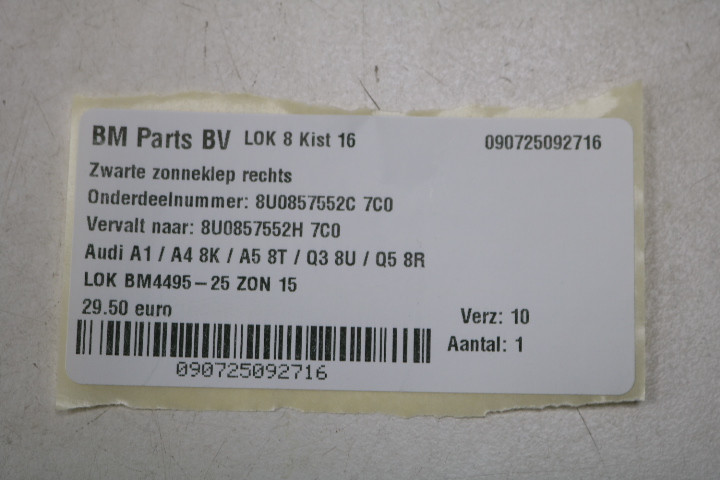 BM Parts BV LOK 8 Kist 16 090725092716
Zwarte zonneklep rechts
Onderdeelnummer: 8U0857552C 7C0
Vervalt naar: 8U0857552H 7C0
Audi A1 / A4 8K / A5 8T / Q3 8U / Q5 8R
LOK BM4495-25 ZON 15
29.50 euro
Verz: 10
Aantal: 1
090725092716